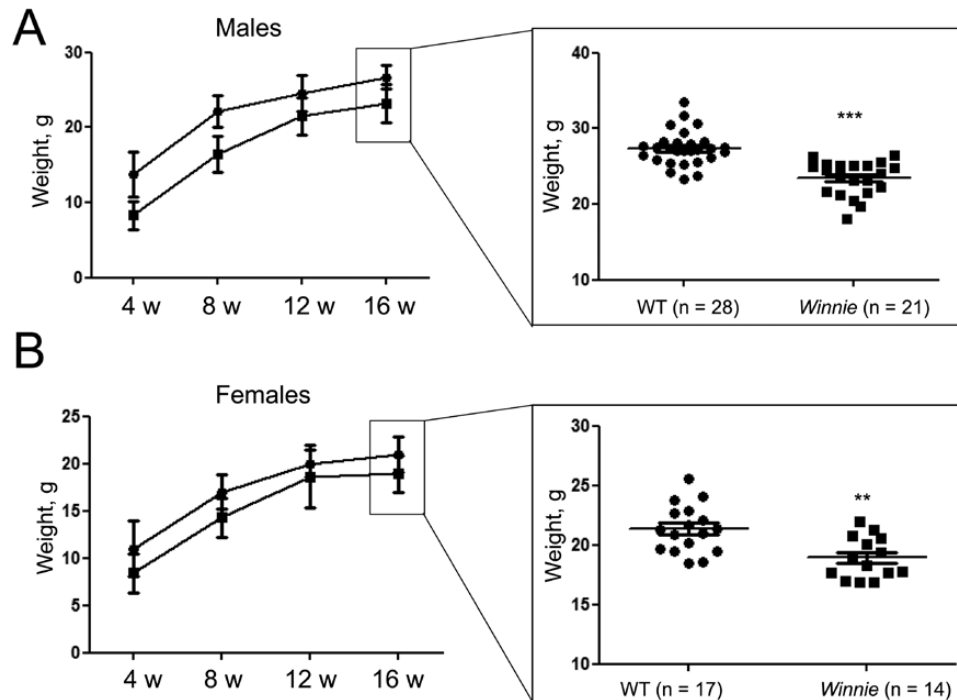 A
Males
Weight, g
30
20
10
0
4 w 8 w 12 w 16 w
Weight, g
40
30
20
10
***
WT (n = 28) Winnie (n = 21)
B
Females
Weight, g
25
20
15
10
5
0
4 w 8 w 12 w 16 w
Weight, g
30
25
20
15
10
**
WT (n = 17) Winnie (n = 14)